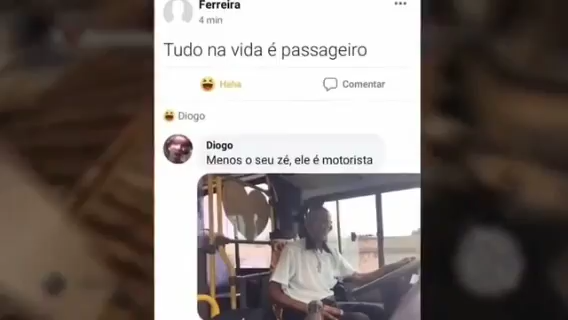 Ferreira
4 min
Tudo na vida é passageiro
Haha
Comentar
Diogo
Diogo
Menos o seu zé, ele é motorista